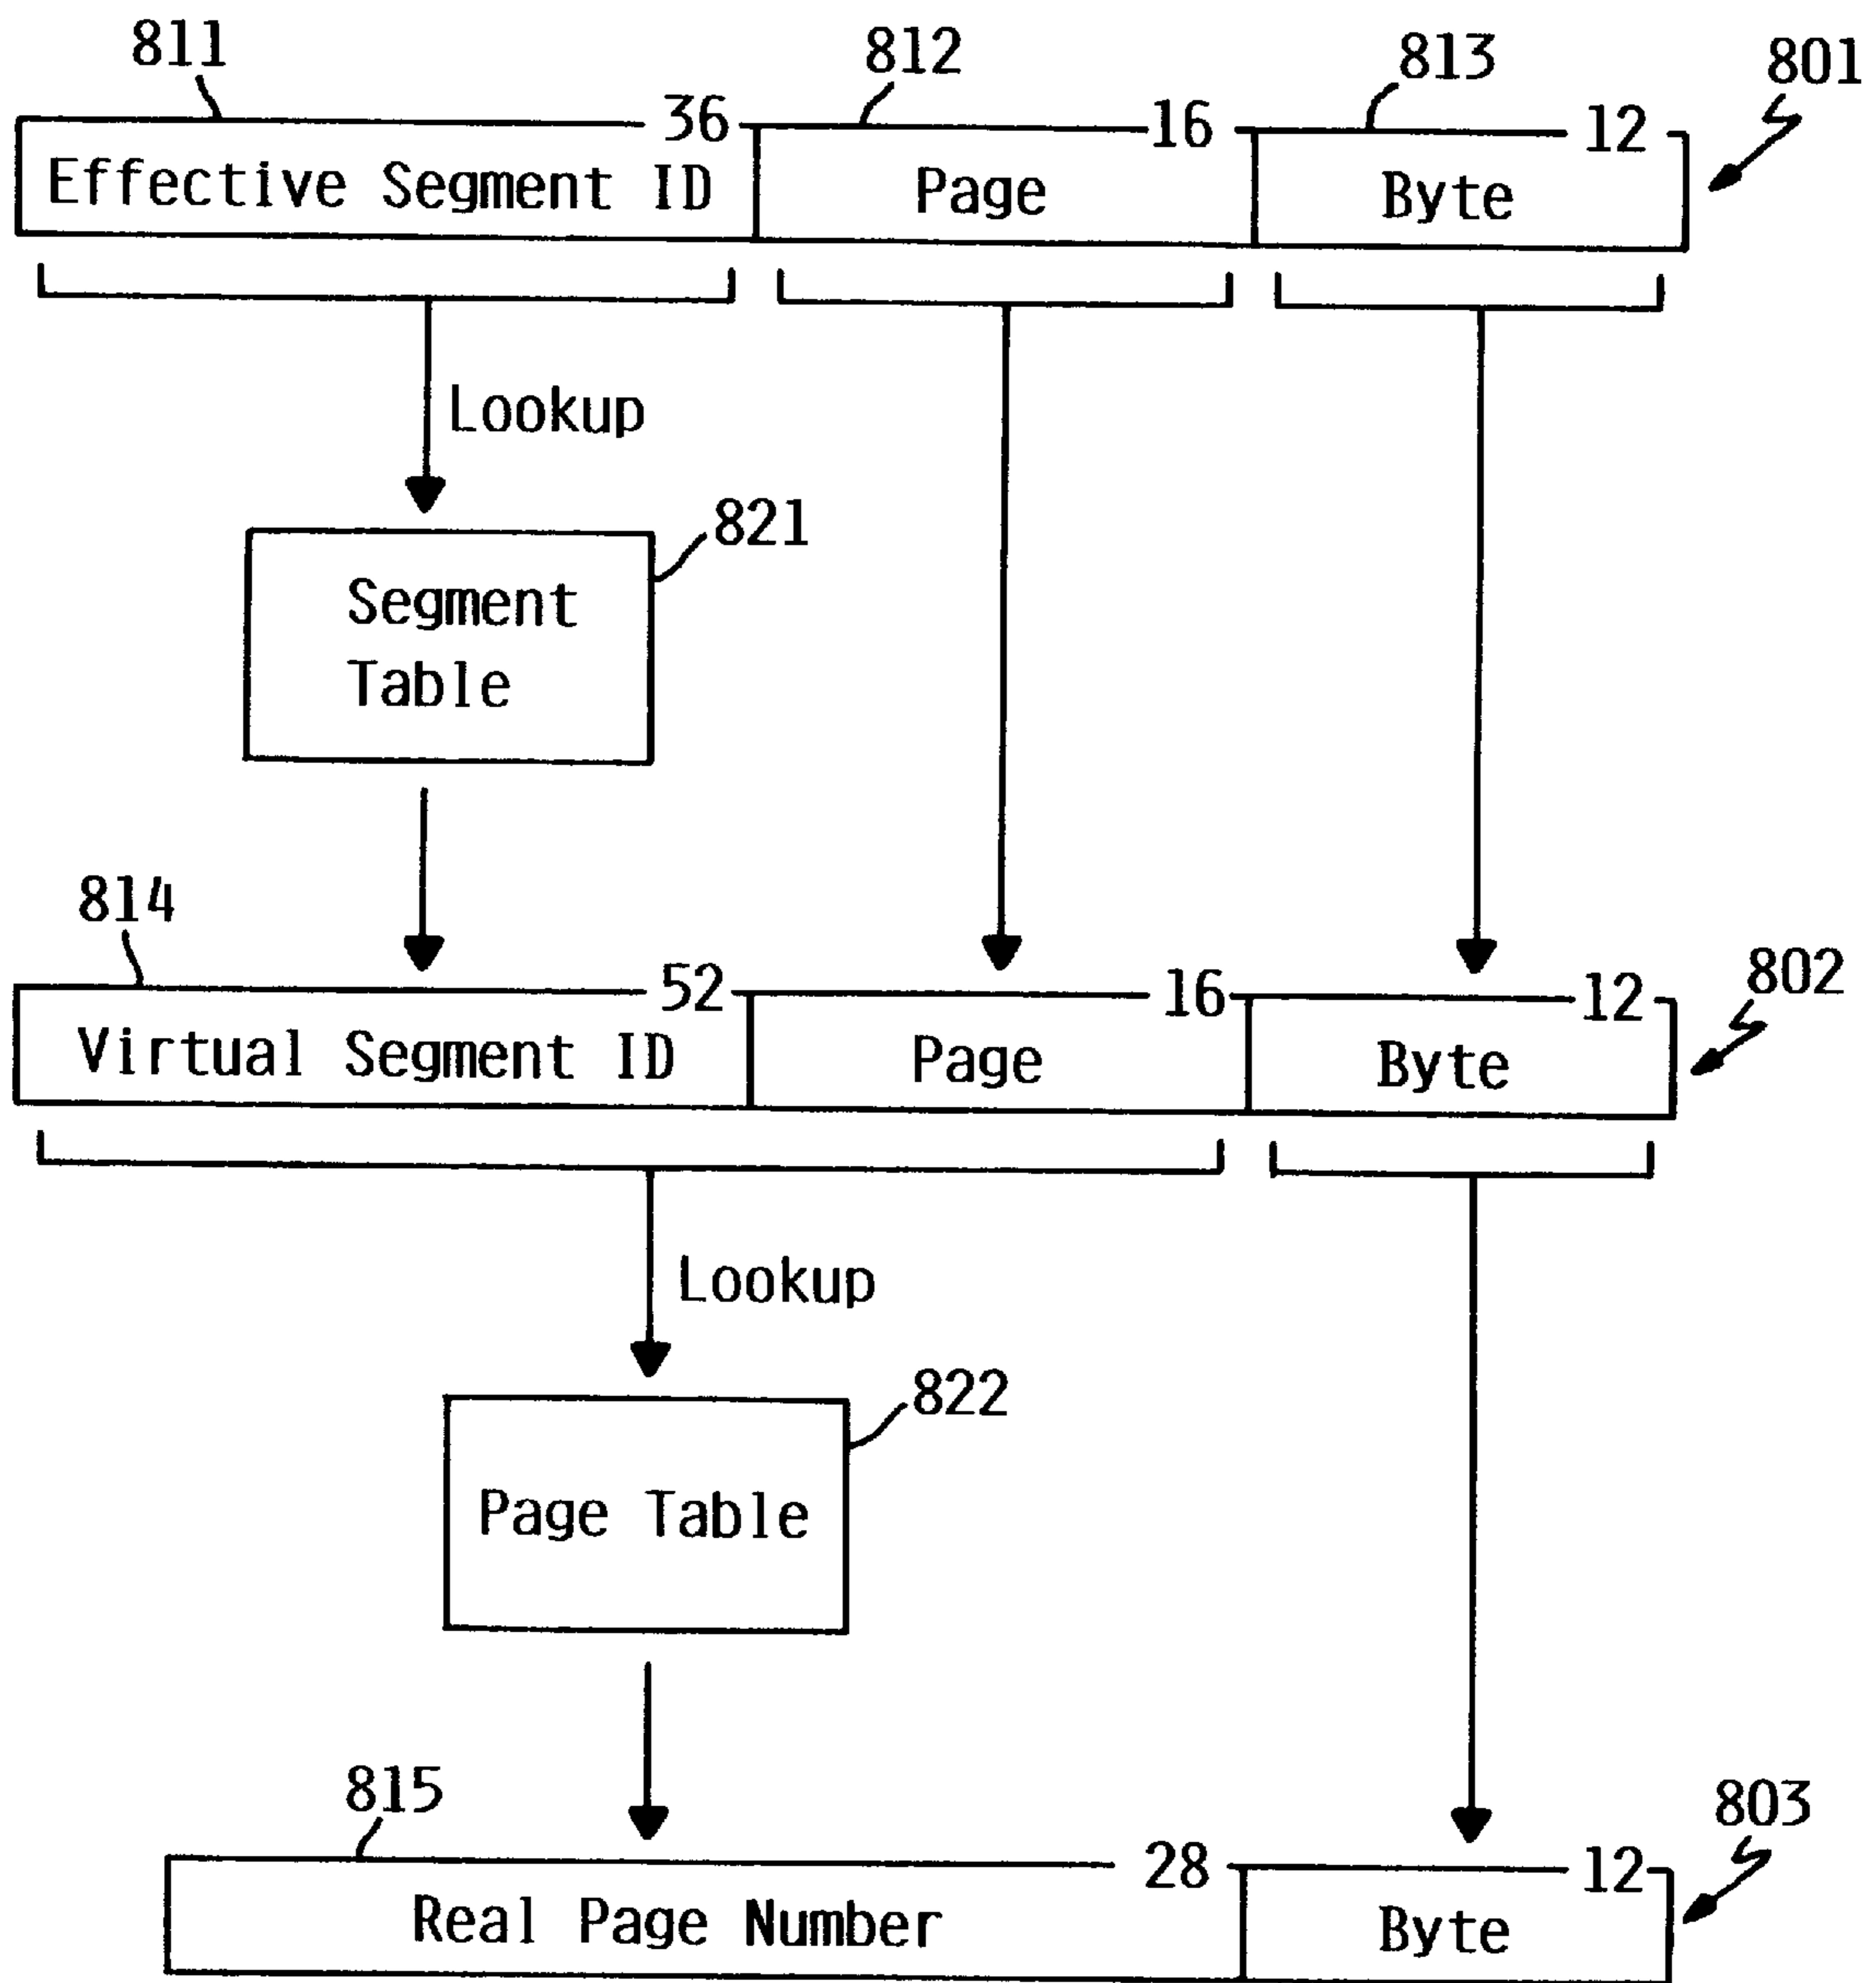 811 812 813 801
36 16 12
Effective Segment ID Page Byte
Lookup
821
Segment
Table
814 802
52 16 12
Virtual Segment ID Page Byte
Lookup
822
Page Table
815 803
28 12
Real Page Number Byte